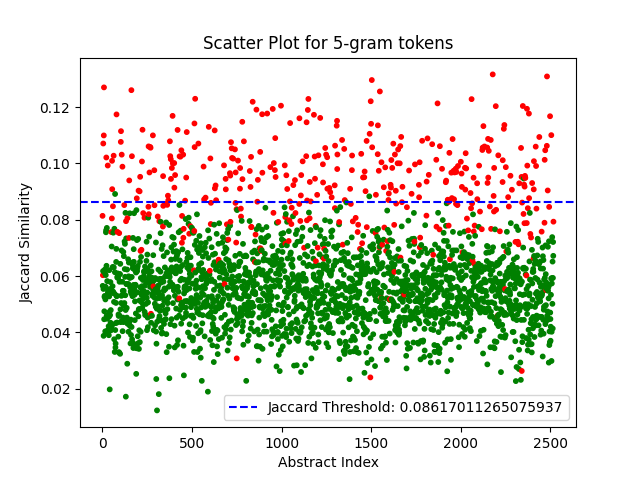 Scatter Plot for 5-gram tokens
0.12
0.10
0.08
0.06
0.04
0.02
Jaccard Similarity
Jaccard Threshold: 0.08617011265075937
0 500 1000 1500 2000 2500
Abstract Index